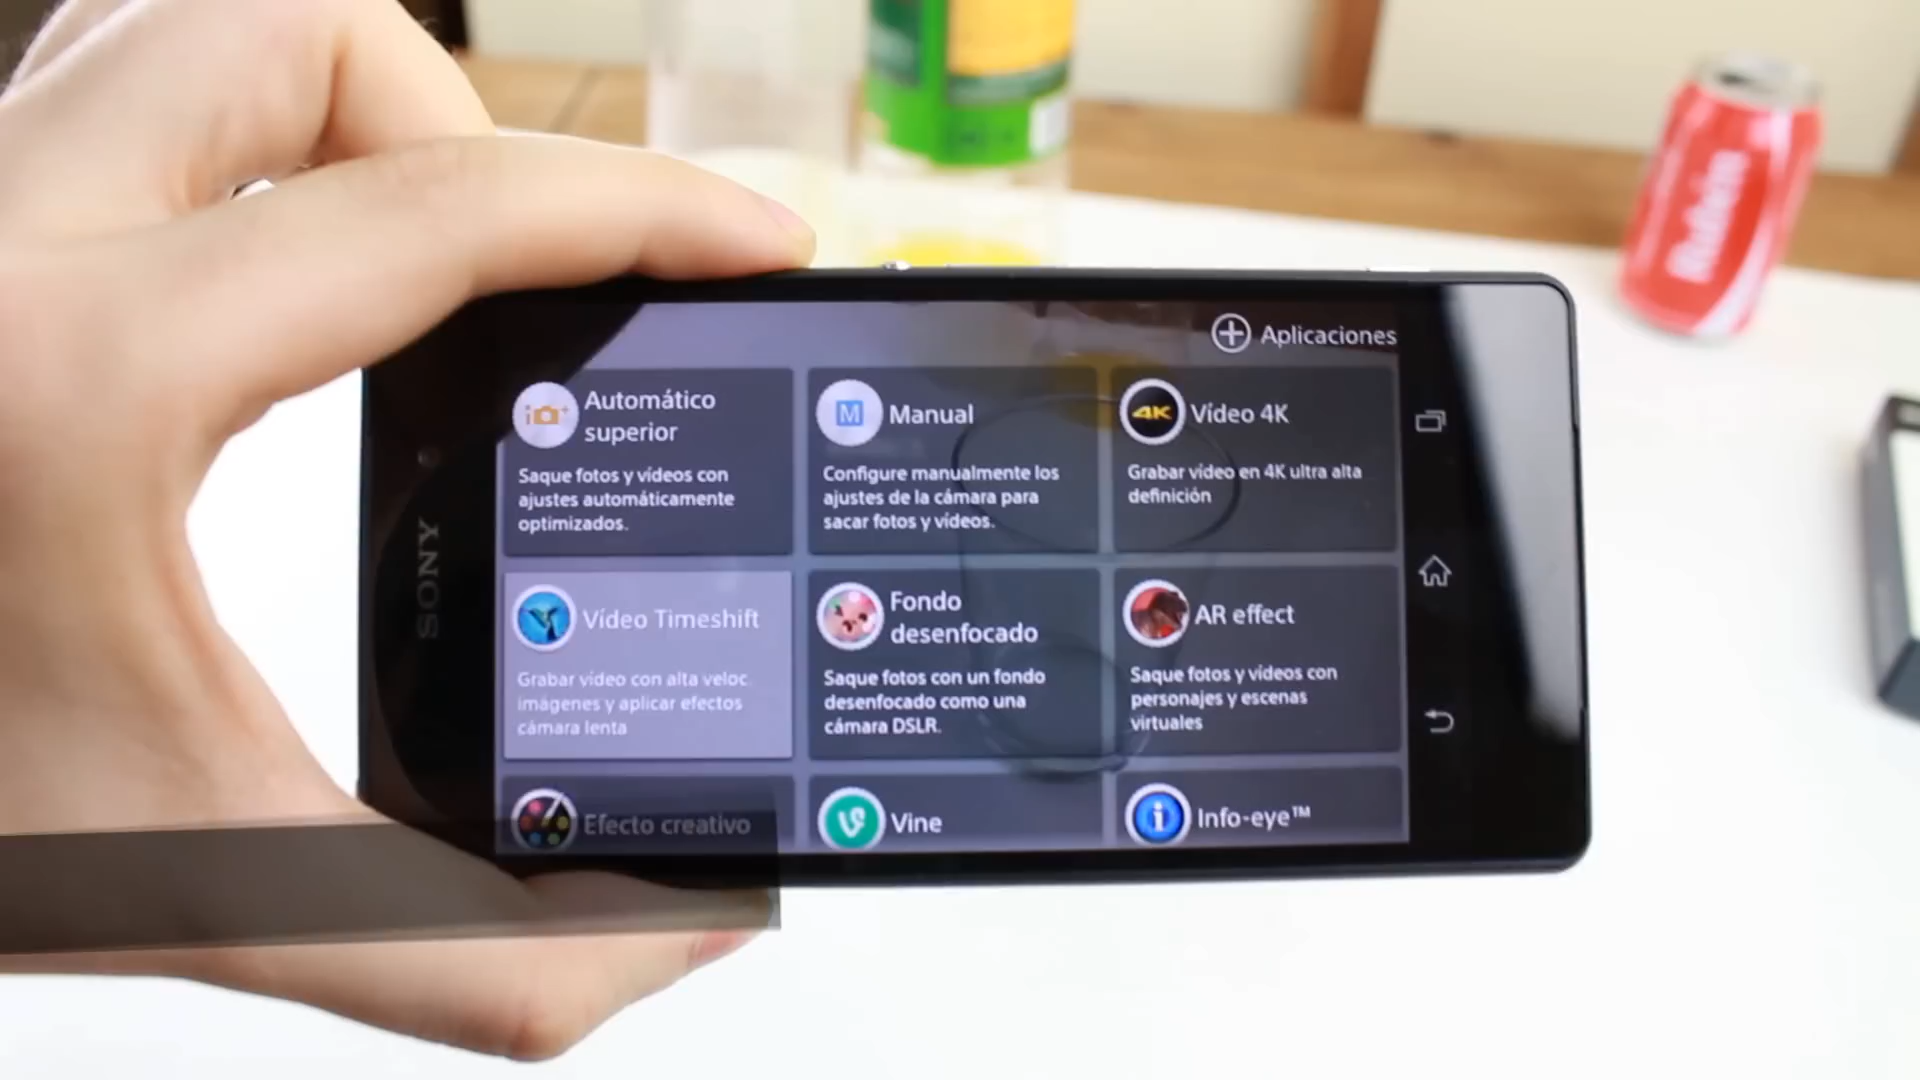 Aplicaciones
Automático
superior
Saque fotos y vídeos con
ajustes automáticamente
optimizados.
Manual
Configure manualmente los
ajustes de la cámara para
sacar fotos y vídeos.
4K
Vídeo 4K
Grabar vídeo en 4K ultra alta
definición
Vídeo Timeshift
Grabar vídeo con alta veloc
imágenes y aplicar efectos
cámara lenta
Fondo
desenfocado
Saque fotos con un fondo
desenfocado como una
cámara DSLR.
AR effect
Saque fotos y vídeos con
personajes y escenas
virtuales
Efecto creativo
Vine
Info-eye™
SONY
M
Rubén